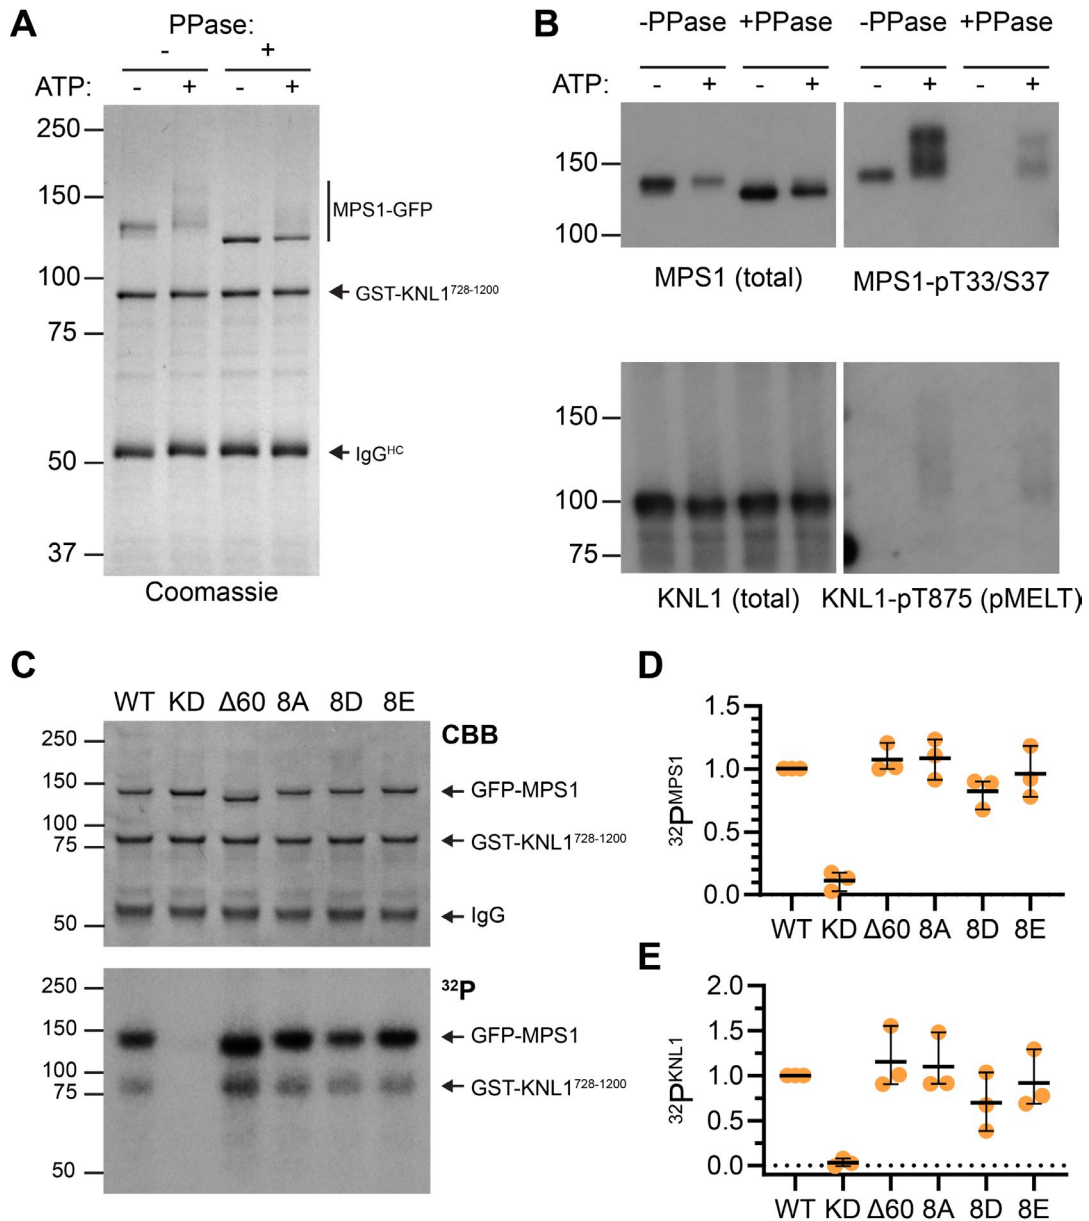 A
PPase:
- +
ATP: - + - +
250
150
100
75
50
37
MPS1-GFP
GST-KNL1⁷²⁸⁻¹²⁰⁰
IgGᴴᶜ
Coomassie
B
-PPase +PPase -PPase +PPase
ATP: - + - + - + - +
150
100
MPS1 (total) MPS1-pT33/S37
150
100
75
KNL1 (total) KNL1-pT875 (pMELT)
C
WT KD Δ60 8A 8D 8E
CBB
250
150
100
75
50
GFP-MPS1
GST-KNL1⁷²⁸⁻¹²⁰⁰
IgG
³²P
250
150
100
75
50
GFP-MPS1
GST-KNL1⁷²⁸⁻¹²⁰⁰
D
³²Pᴹᴾˢ¹
1.5
1.0
0.5
0.0
WT KD Δ60 8A 8D 8E
E
³²Pᴷᴺᴸ¹
2.0
1.5
1.0
0.5
0.0
WT KD Δ60 8A 8D 8E